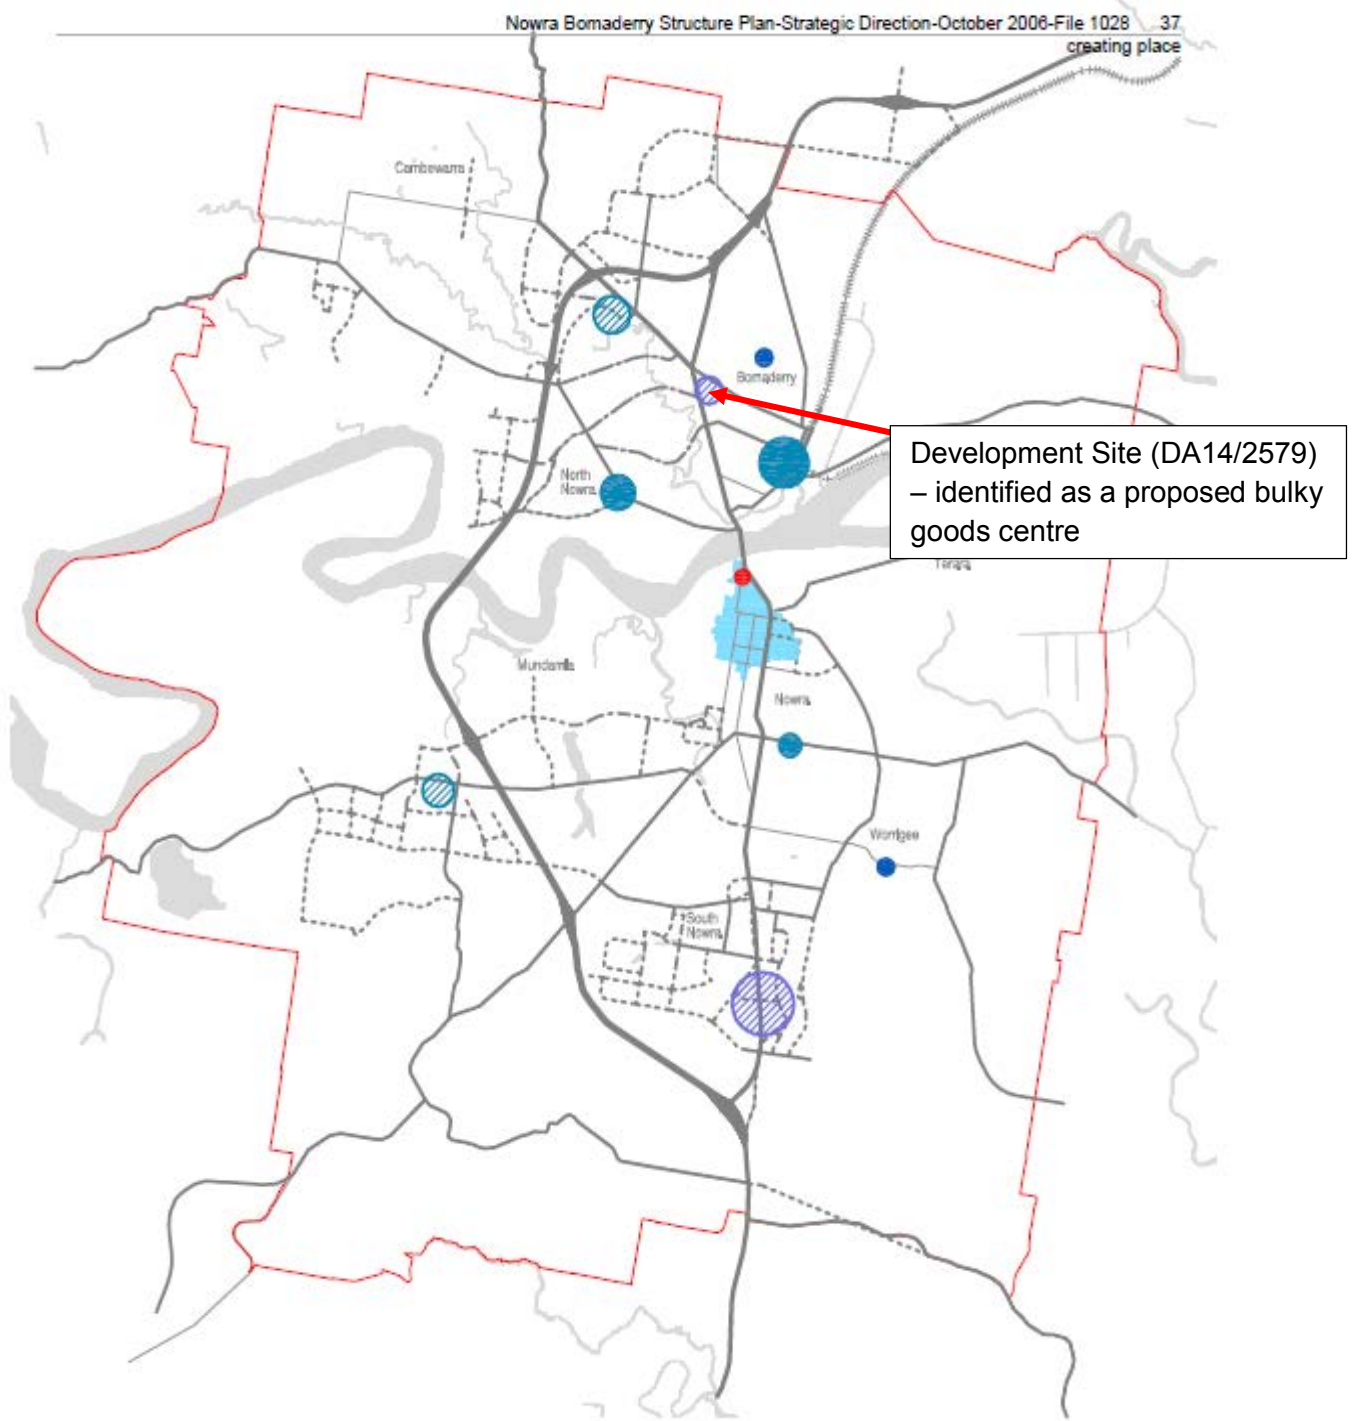 Nowra Bomaderry Structure Plan-Strategic Direction-October 2006-File 1028 37
creating place
Cambewarra
Bomaderry
Development Site (DA14/2579)
– identified as a proposed bulky
goods centre
North
Nowra
Terara
Mundamia
Nowra
Worrigee
South
Nowra